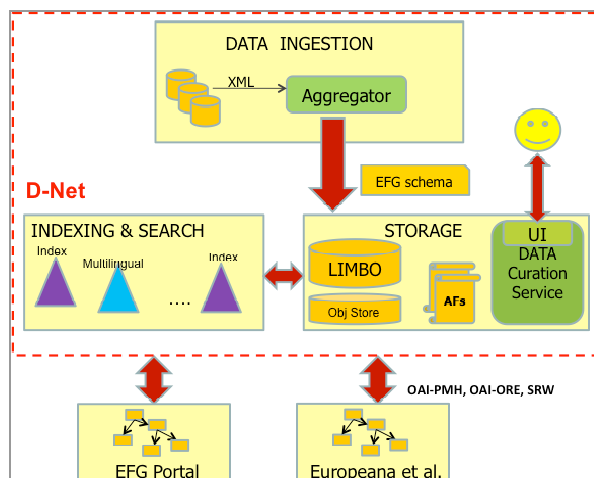 DATA INGESTION
XML
Aggregator
EFG schema
D-Net
INDEXING & SEARCH
Index
Multilingual
Index
....
STORAGE
LIMBO
Obj Store
AFs
UI
DATA
Curation
Service
OAI-PMH, OAI-ORE, SRW
EFG Portal
Europeana et al.